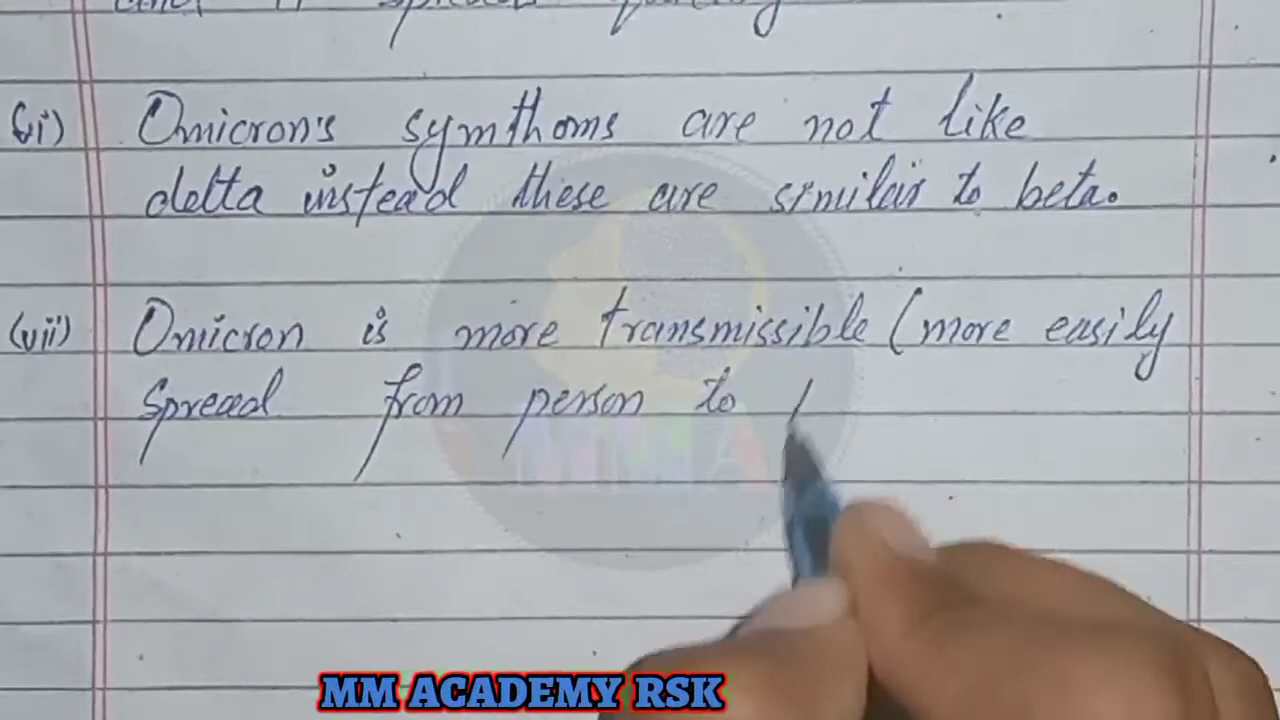 (vi) Omicron's symthoms are not like
delta instead these are similar to beta.
(vii) Omicron is more transmissible (more easily
spread from person to
MMA
MM ACADEMY RSK